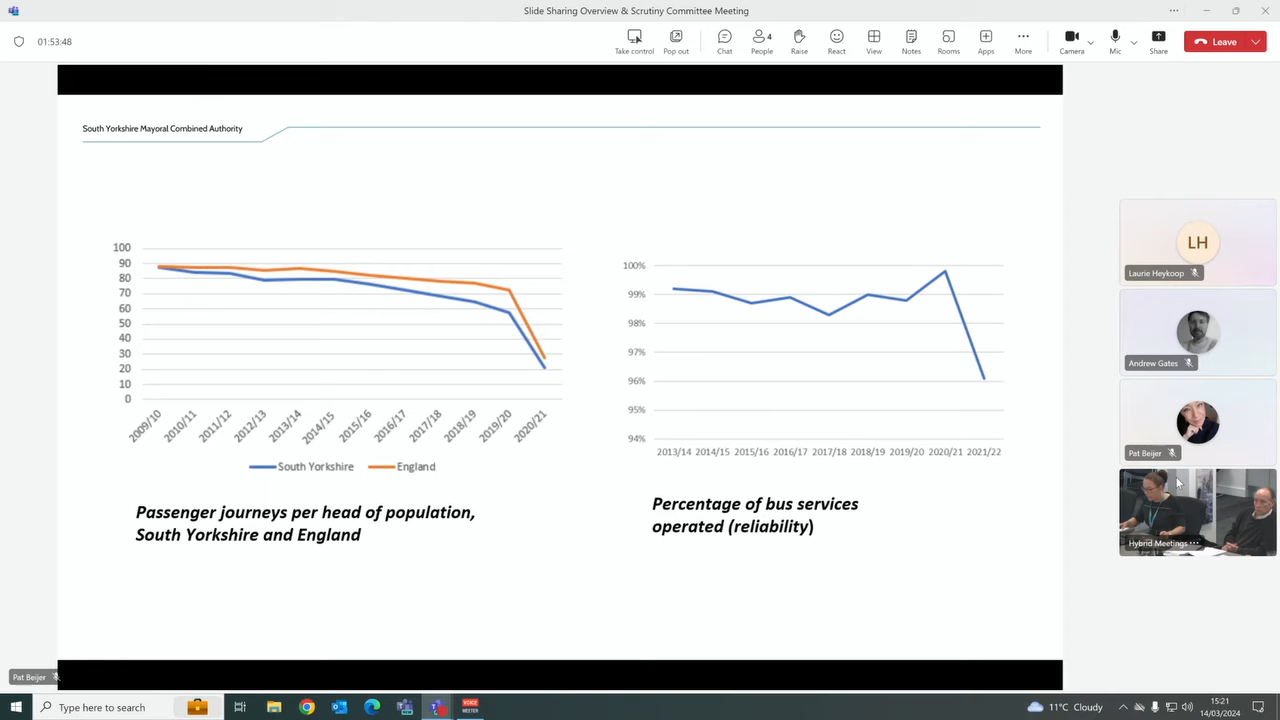 Slide Sharing Overview & Scrutiny Committee Meeting
01:53:48
Take control
Pop out
Chat
4
People
Raise
React
View
Notes
Rooms
Apps
More
Camera
Mic
Share
Leave
South Yorkshire Mayoral Combined Authority
100
90
80
70
60
50
40
30
20
10
0
2009/10
2010/11
2011/12
2012/13
2013/14
2014/15
2015/16
2016/17
2017/18
2018/19
2019/20
2020/21
South Yorkshire
England
Passenger journeys per head of population,
South Yorkshire and England
100%
99%
98%
97%
96%
95%
94%
2013/14 2014/15 2015/16 2016/17 2017/18 2018/19 2019/20 2020/21 2021/22
Percentage of bus services
operated (reliability)
LH
Laurie Heykoop
Andrew Gates
Pat Beijer
Hybrid Meetings
Pat Beijer
Type here to search
VOICE
MEETER
11°C Cloudy
15:21
14/03/2024